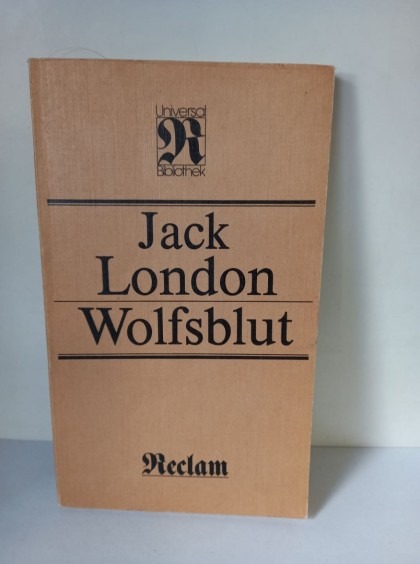 Universal
R
Bibliothek
Jack
London
Wolfsblut
Reclam